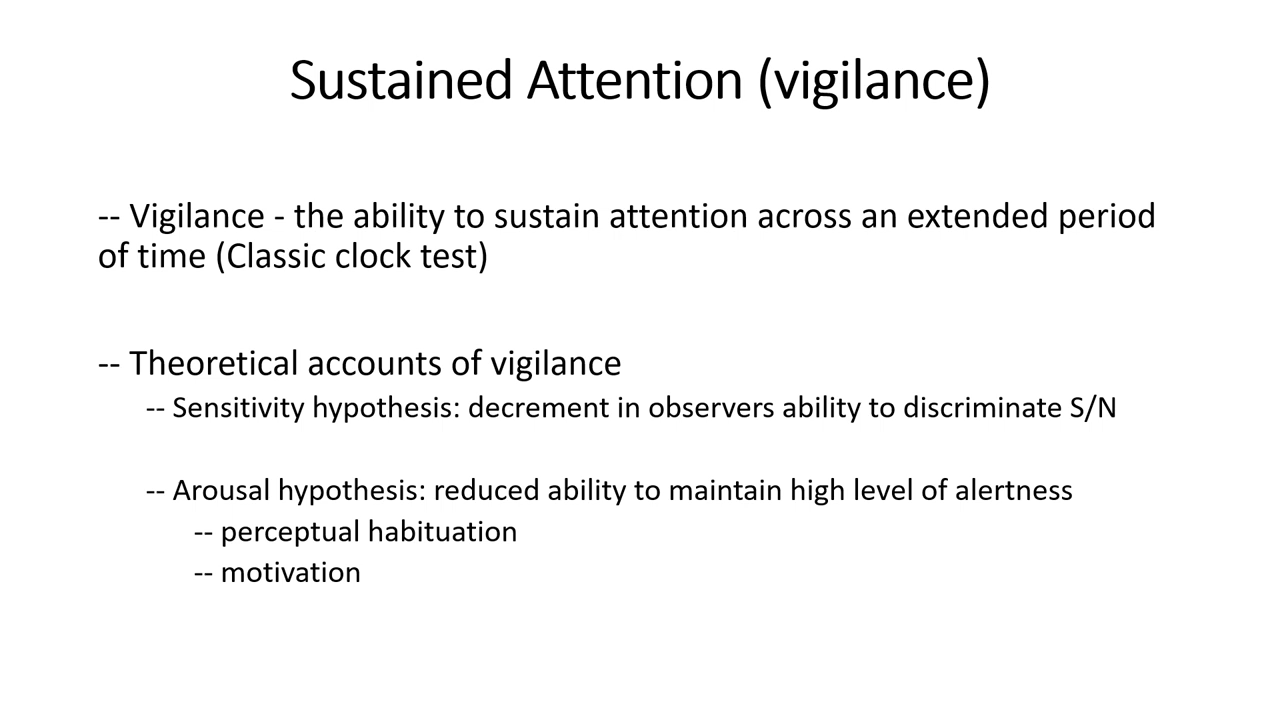 Sustained Attention (vigilance)
-- Vigilance - the ability to sustain attention across an extended period
of time (Classic clock test)
-- Theoretical accounts of vigilance
-- Sensitivity hypothesis: decrement in observers ability to discriminate S/N
-- Arousal hypothesis: reduced ability to maintain high level of alertness
-- perceptual habituation
-- motivation